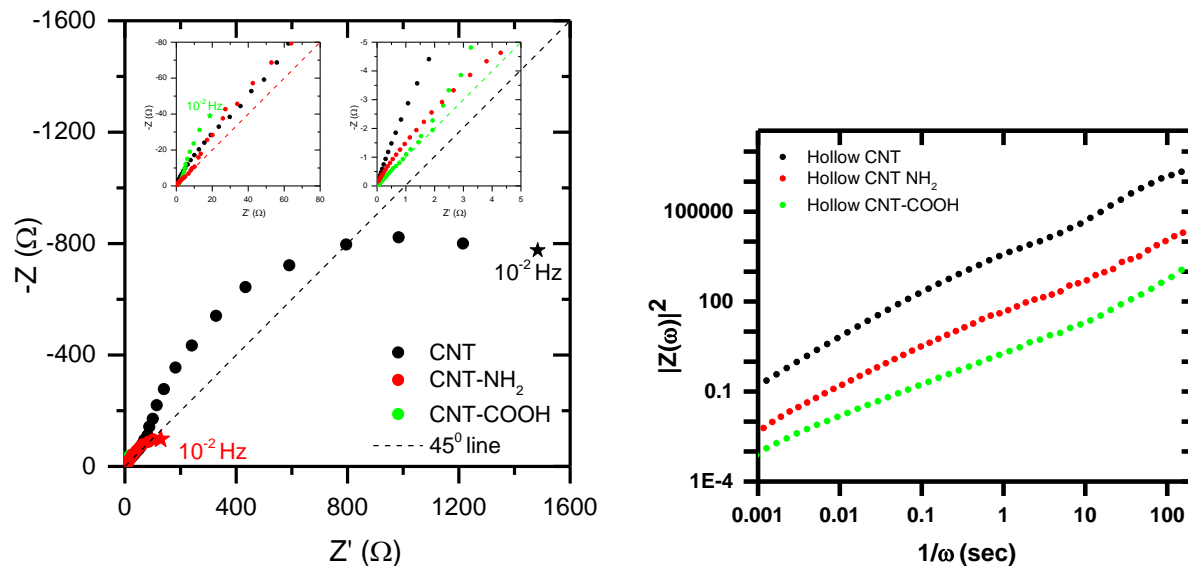 -1600
-1200
-800
-400
0
-Z (Ω)
0
400
800
1200
1600
Z' (Ω)
-80
-60
-40
-20
0
-Z (Ω)
0
20
40
60
80
Z' (Ω)
10⁻² Hz
-5
-4
-3
-2
-1
0
-Z (Ω)
0
1
2
3
4
5
Z' (Ω)
10⁻² Hz
10⁻² Hz
CNT
CNT-NH₂
CNT-COOH
45⁰ line
Hollow CNT
Hollow CNT NH₂
Hollow CNT-COOH
100000
100
0.1
1E-4
|Z(ω)|²
0.001
0.01
0.1
1
10
100
1/ω (sec)